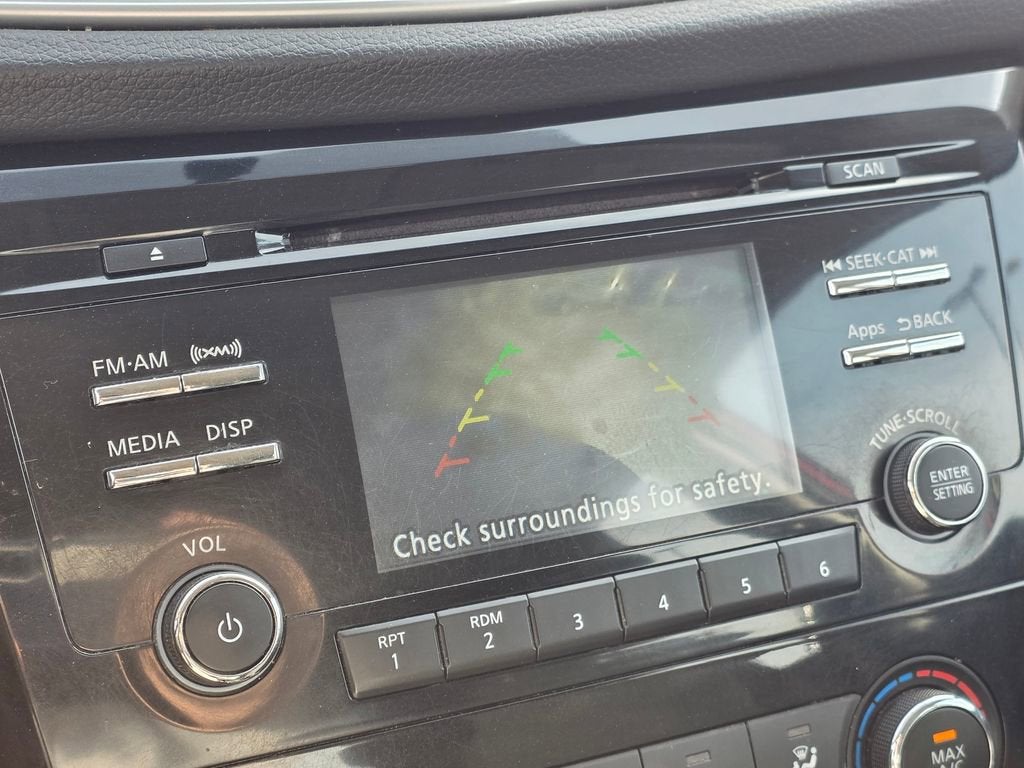 SCAN
SEEK·CAT
Apps BACK
FM·AM ((XM))
MEDIA DISP
TUNE·SCROLL
ENTER
SETTING
Check surroundings for safety.
VOL
RPT
1
RDM
2
3
4
5
6
MAX
A/C